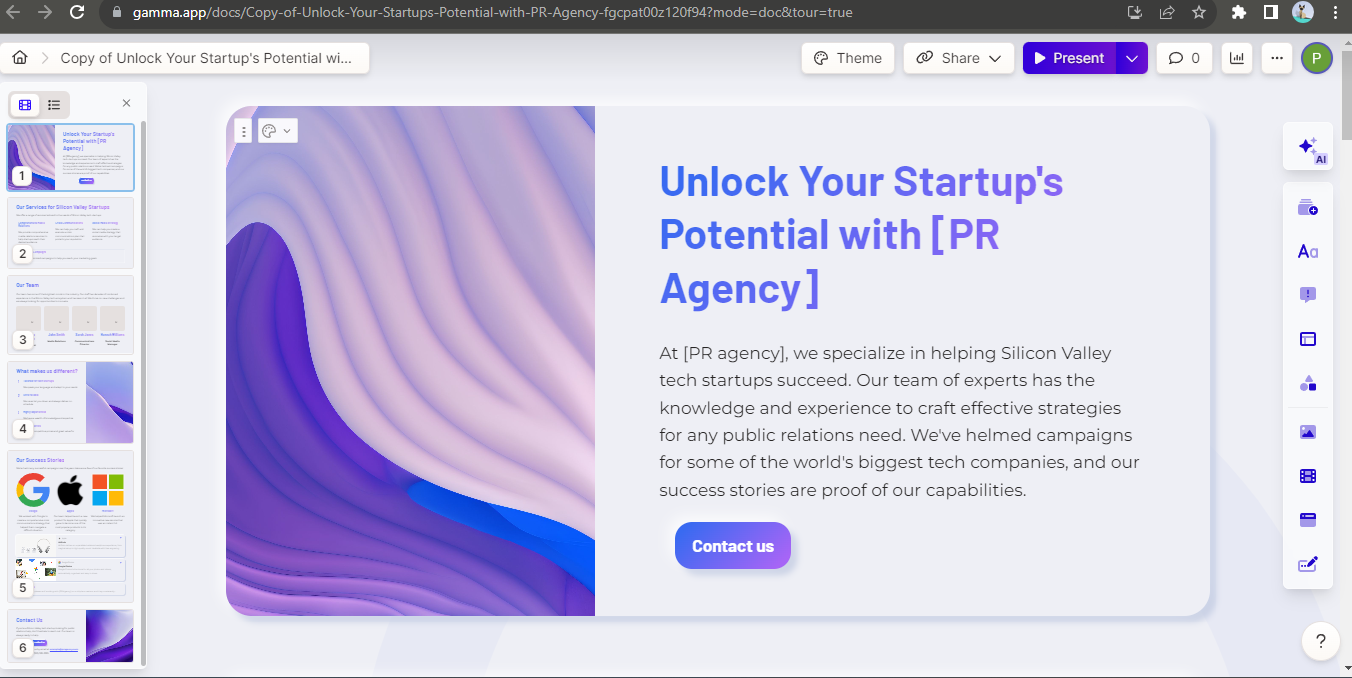 gamma.app/docs/Copy-of-Unlock-Your-Startups-Potential-with-PR-Agency-fgcpat00z120f94?mode=doc&tour=true
Copy of Unlock Your Startup's Potential wi...
Theme
Share
Present
0
P
Unlock Your Startup's
Potential with [PR
Agency]
1
Our Services for Silicon Valley Startups
2
Our Team
3
What makes us different?
4
Our Success Stories
5
Contact Us
6
Unlock Your Startup's
Potential with [PR
Agency]
At [PR agency], we specialize in helping Silicon Valley
tech startups succeed. Our team of experts has the
knowledge and experience to craft effective strategies
for any public relations need. We've helmed campaigns
for some of the world's biggest tech companies, and our
success stories are proof of our capabilities.
Contact us
AI
Aa
?